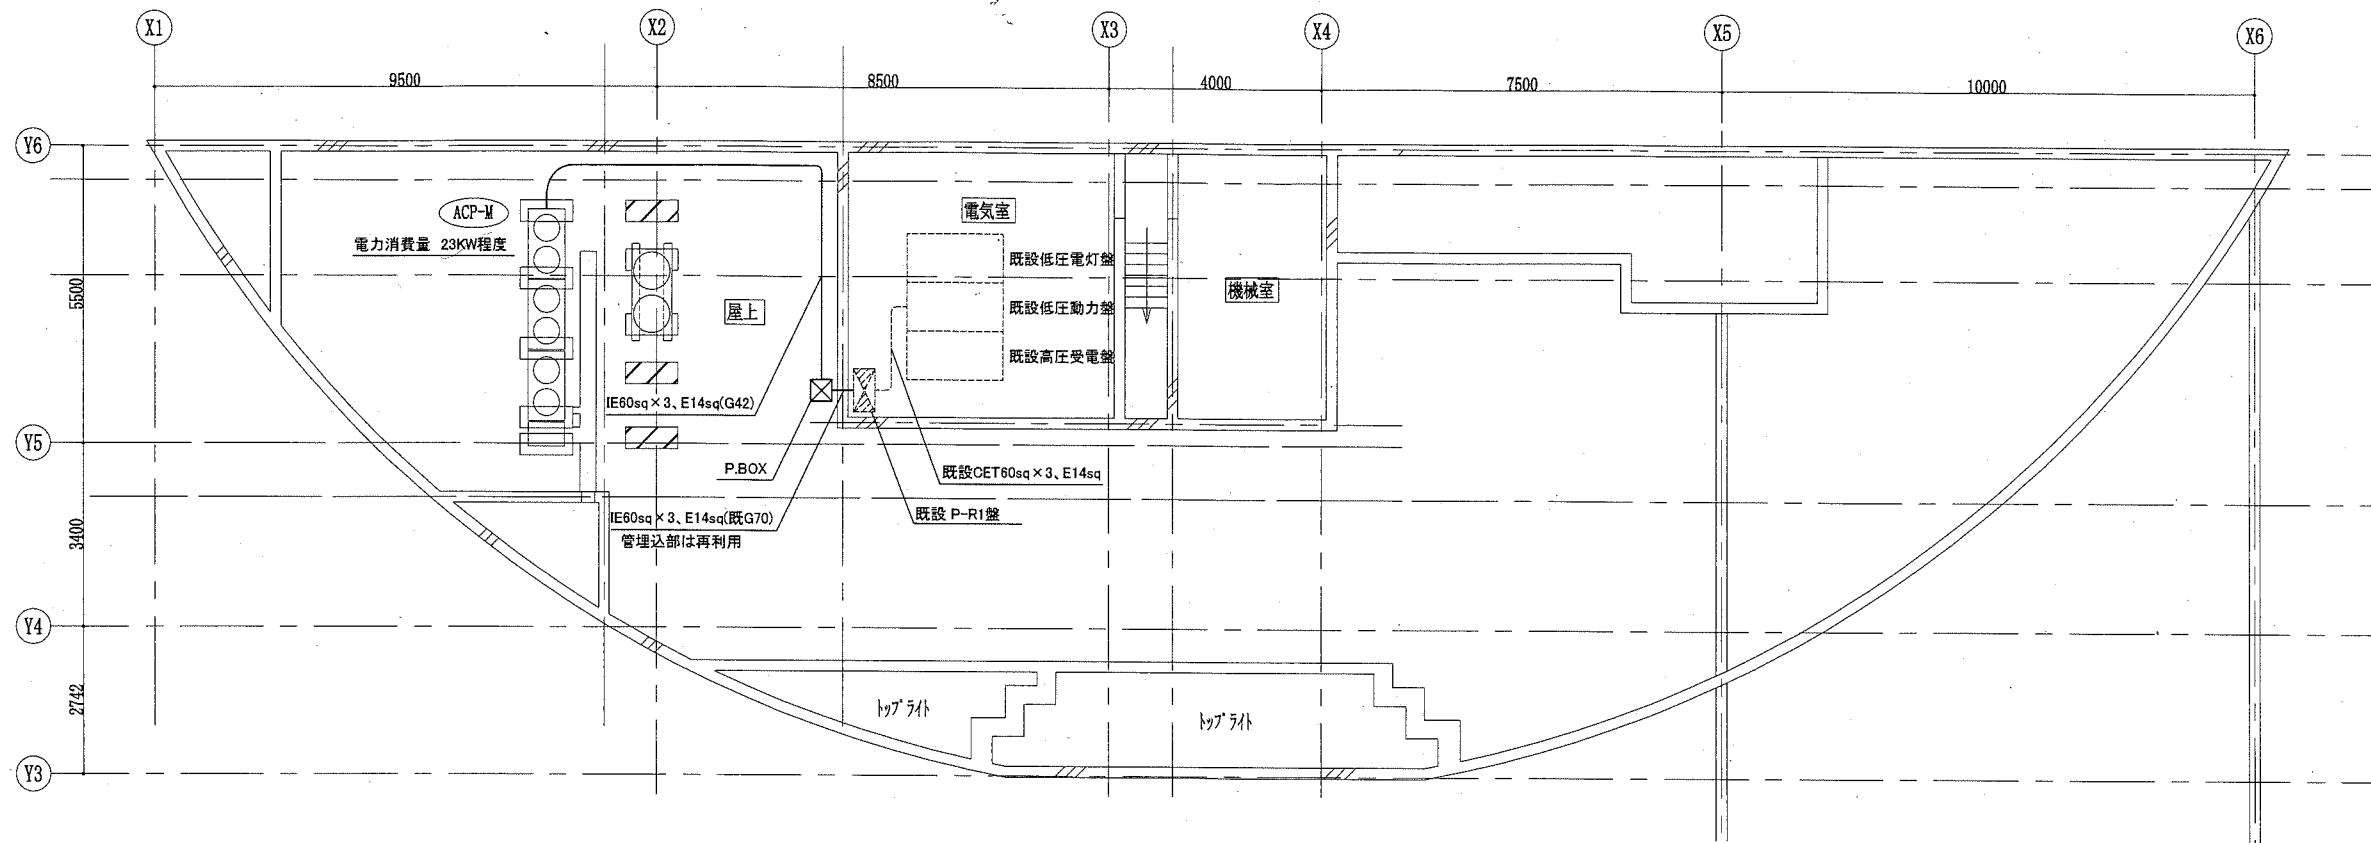 X1
X2
X3
X4
X5
X6
9500
8500
4000
7500
10000
Y6
ACP-M
電気室
電力消費量 23KW程度
既設低圧電灯盤
5500
機械室
屋上
既設低圧動力盤
既設高圧受電盤
IE60sq×3、E14sq(G42)
Y5
P.BOX
既設CET60sq×3、E14sq
IE60sq×3、E14sq(既G70)
管埋込部は再利用
既設 P-R1盤
3400
Y4
2742
トップライト
トップライト
Y3